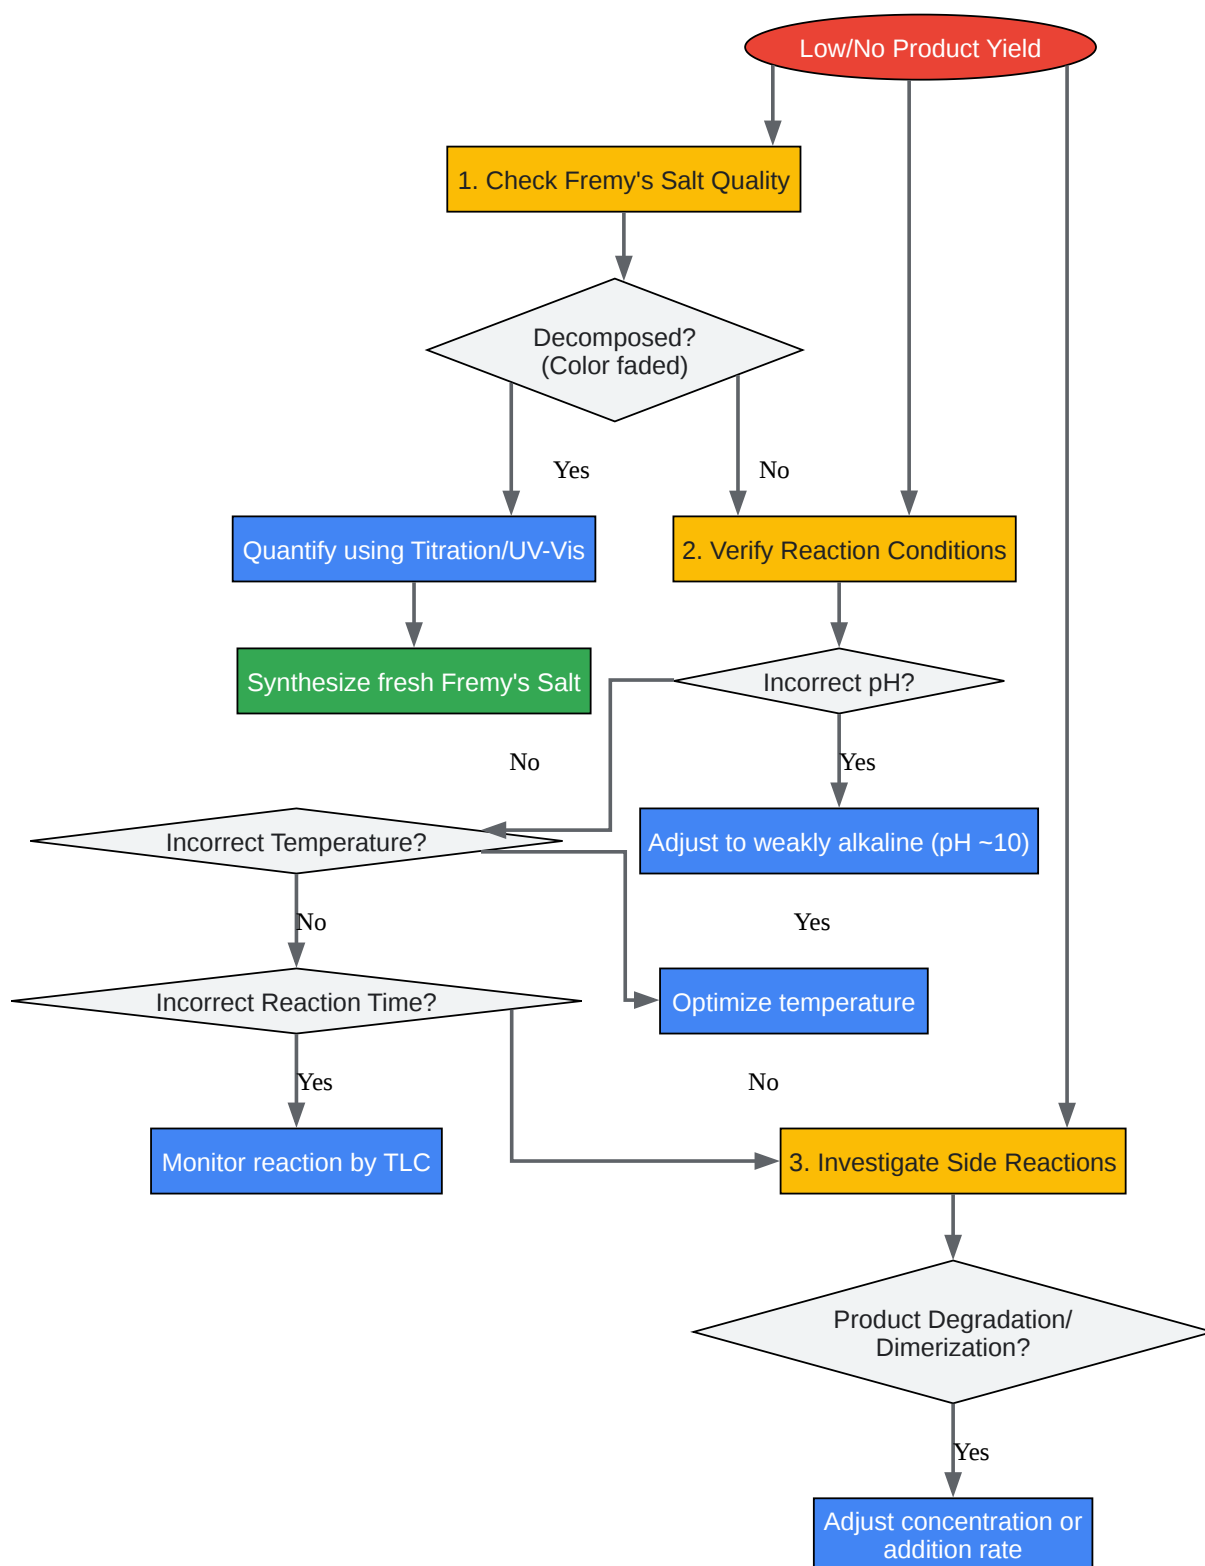 Low/No Product Yield
1. Check Fremy's Salt Quality
Decomposed?
(Color faded)
Yes
No
Quantify using Titration/UV-Vis
2. Verify Reaction Conditions
Synthesize fresh Fremy's Salt
Incorrect pH?
No
Yes
Incorrect Temperature?
Adjust to weakly alkaline (pH ~10)
No
Yes
Incorrect Reaction Time?
Optimize temperature
Yes
No
Monitor reaction by TLC
3. Investigate Side Reactions
Product Degradation/
Dimerization?
Yes
Adjust concentration or
addition rate